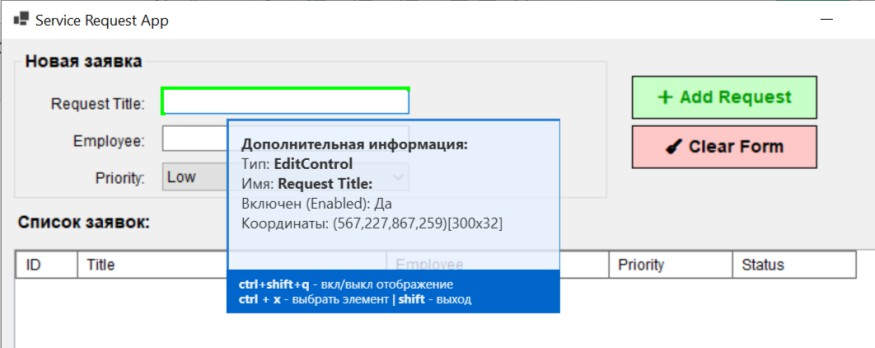 Service Request App
Новая заявка
Request Title:
+ Add Request
Employee:
Clear Form
Priority:
Low
Дополнительная информация:
Тип: EditControl
Имя: Request Title:
Включен (Enabled): Да
Координаты: (567,227,867,259)[300x32]
Список заявок:
ID Title Employee Priority Status
ctrl+shift+q - вкл/выкл отображение
ctrl + x - выбрать элемент | shift - выход